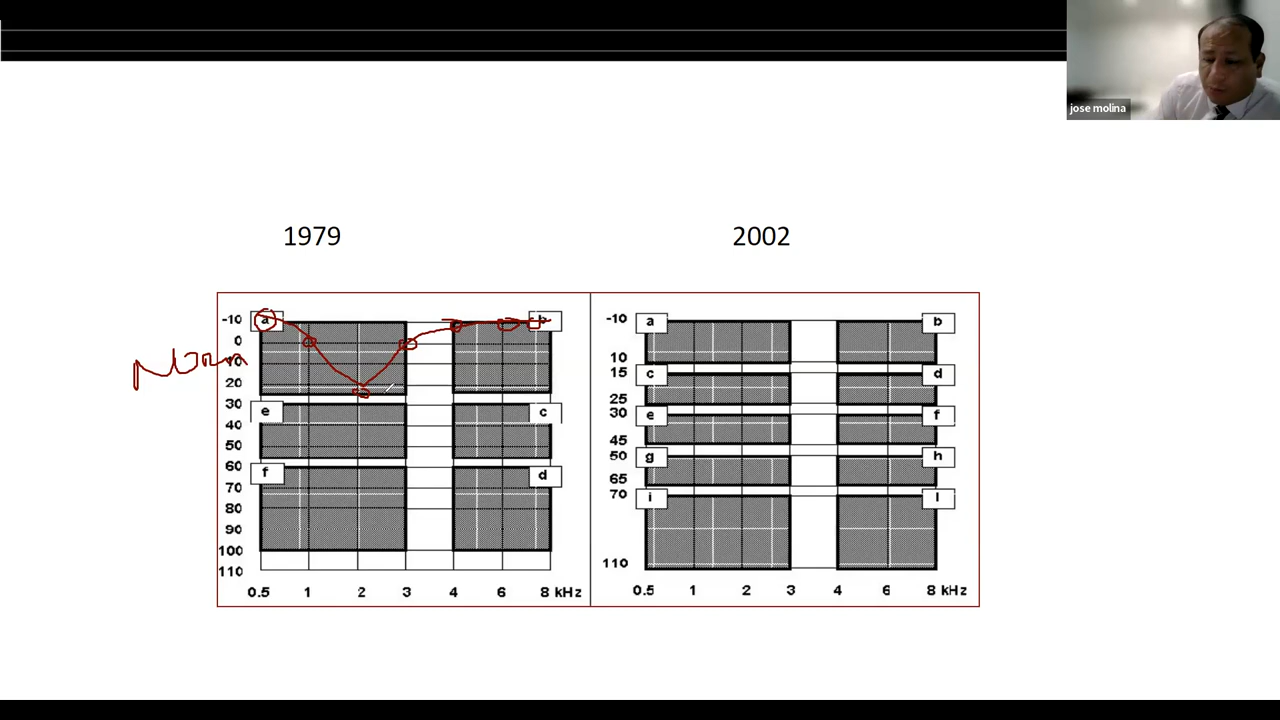 jose molina
1979
2002
-10 a b
0
10
20
30 e c
40
50
60 f d
70
80
90
100
110
0.5 1 2 3 4 6 8 kHz
Norm
-10 a b
10
15 c d
25
30 e f
45
50 g h
65
70 i l
110
0.5 1 2 3 4 6 8 kHz